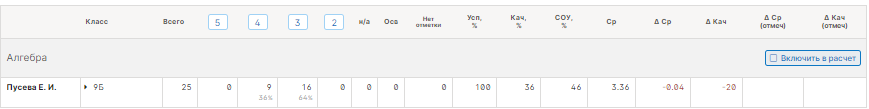 Класс Всего 5 4 3 2 н/а Осв Нет отметки Усп, % Кач, % СОУ, % Ср Δ Ср Δ Кач Δ Ср (отмеч) Δ Кач (отмеч)
Алгебра Включить в расчет
Пусева Е. И. 9Б 25 0 9 16 0 0 0 0 100 36 46 3.36 -0.04 -20
36% 64%